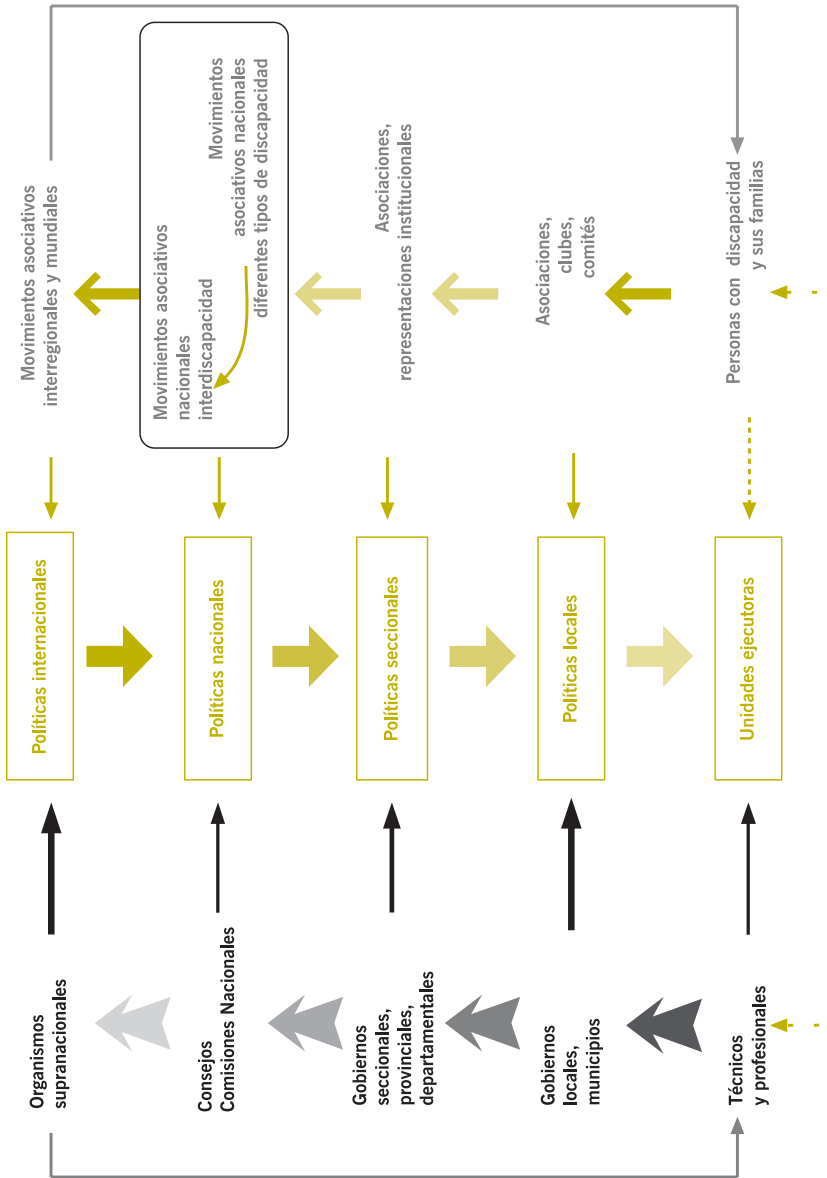 Organismos
supranacionales
Políticas internacionales
Movimientos asociativos
interregionales y mundiales
Consejos
Comisiones Nacionales
Políticas nacionales
Movimientos asociativos
nacionales
interdiscapacidad
Movimientos
asociativos nacionales
diferentes tipos de discapacidad
Gobiernos
seccionales,
provinciales,
departamentales
Políticas seccionales
Asociaciones,
representaciones institucionales
Gobiernos
locales,
municipios
Políticas locales
Asociaciones,
clubes,
comités
Técnicos
y profesionales
Unidades ejecutoras
Personas con discapacidad
y sus familias